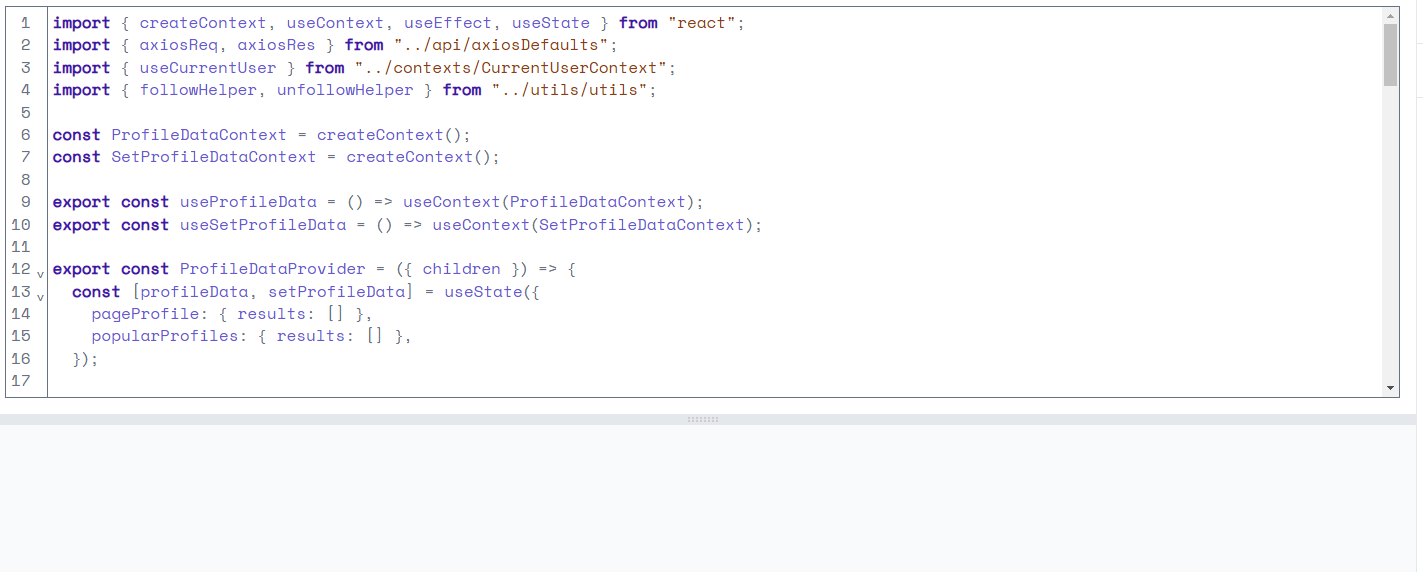 1 import { createContext, useContext, useEffect, useState } from "react";
2 import { axiosReq, axiosRes } from "../api/axiosDefaults";
3 import { useCurrentUser } from "../contexts/CurrentUserContext";
4 import { followHelper, unfollowHelper } from "../utils/utils";
5
6 const ProfileDataContext = createContext();
7 const SetProfileDataContext = createContext();
8
9 export const useProfileData = () => useContext(ProfileDataContext);
10 export const useSetProfileData = () => useContext(SetProfileDataContext);
11
12 v export const ProfileDataProvider = ({ children }) => {
13 v   const [profileData, setProfileData] = useState({
14     pageProfile: { results: [] },
15     popularProfiles: { results: [] },
16   });
17